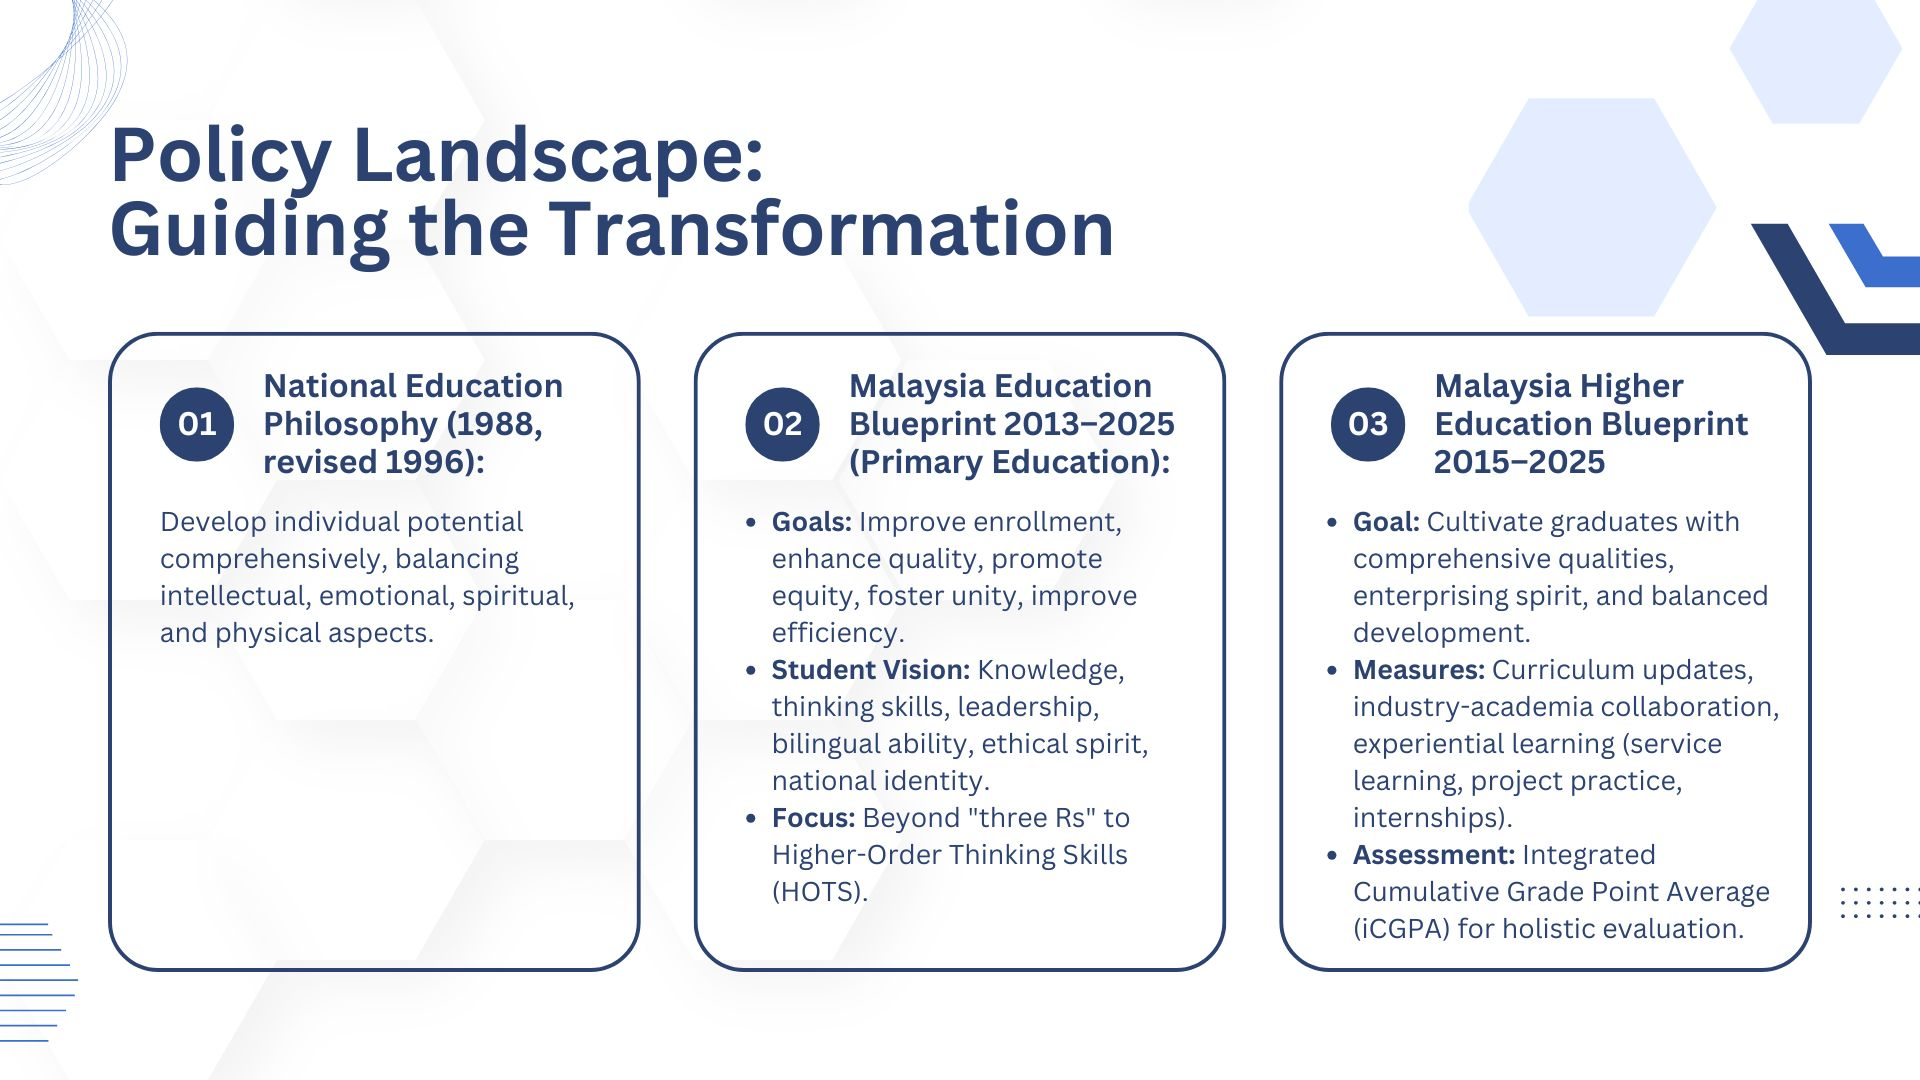 Policy Landscape:
Guiding the Transformation
01
National Education
Philosophy (1988,
revised 1996):
Develop individual potential
comprehensively, balancing
intellectual, emotional, spiritual,
and physical aspects.
02
Malaysia Education
Blueprint 2013–2025
(Primary Education):
• Goals: Improve enrollment,
enhance quality, promote
equity, foster unity, improve
efficiency.
• Student Vision: Knowledge,
thinking skills, leadership,
bilingual ability, ethical spirit,
national identity.
• Focus: Beyond "three Rs" to
Higher-Order Thinking Skills
(HOTS).
03
Malaysia Higher
Education Blueprint
2015–2025
• Goal: Cultivate graduates with
comprehensive qualities,
enterprising spirit, and balanced
development.
• Measures: Curriculum updates,
industry-academia collaboration,
experiential learning (service
learning, project practice,
internships).
• Assessment: Integrated
Cumulative Grade Point Average
(iCGPA) for holistic evaluation.